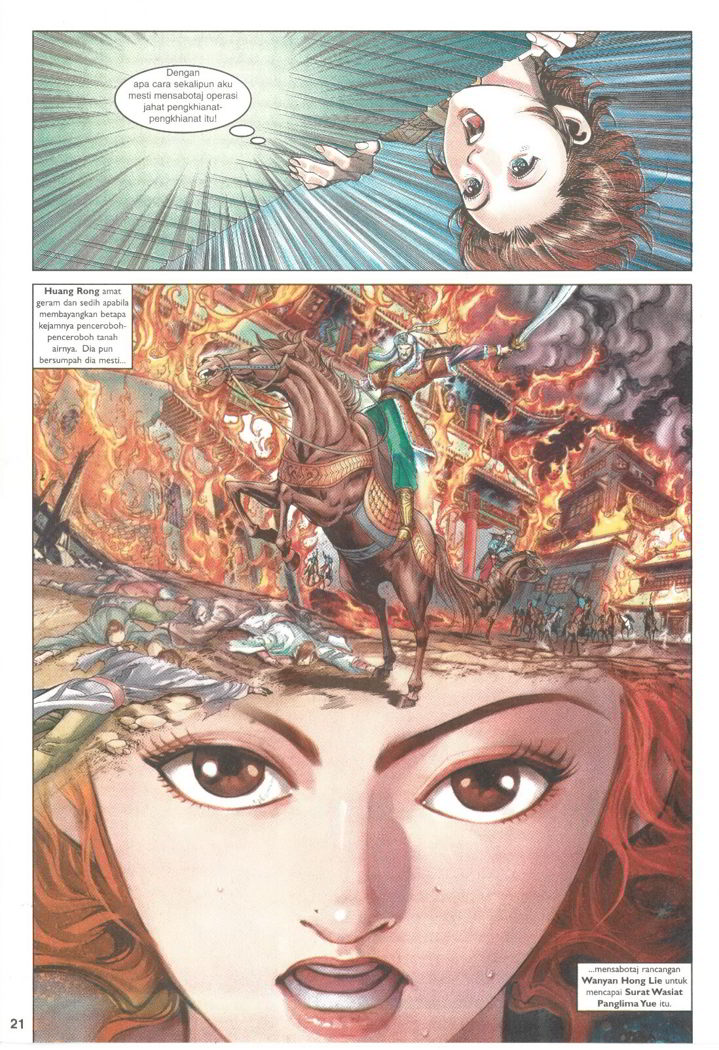 Dengan
apa cara sekalipun aku
mesti mensabotaj operasi
jahat pengkhianat-
pengkhianat itu!
Huang Rong amat
geram dan sedih apabila
membayangkan betapa
kejamnya penceroboh-
penceroboh tanah
airnya. Dia pun
bersumpah dia mesti...
...mensabotaj rancangan
Wanyan Hong Lie untuk
mencapai Surat Wasiat
Panglima Yue itu.
21